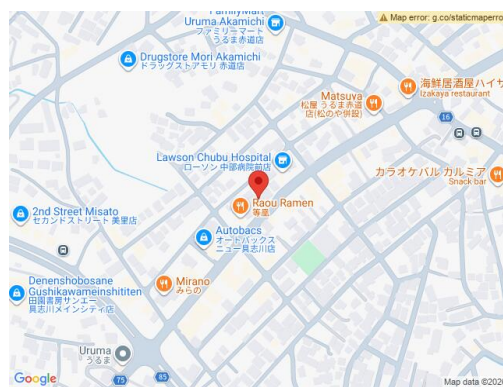 FamilyMart
Uruma Akamichi
ファミリーマート
うるま赤道店
Map error: g.co/staticmaperro
Drugstore Mori Akamichi
ドラッグストアモリ 赤道店
海鮮居酒屋ハイサ
Izakaya restaurant
Matsuya
松屋 うるま赤道
店(松のや併設)
16
Lawson Chubu Hospital
ローソン 中部病院前店
カラオケバル カルミア
Snack bar
Raou Ramen
2nd Street Misato
セカンドストリート 美里店
Autobacs
オートバックス
ニュー具志川店
Denenshobosane
Gushikawameinshititen
田園書房サンエー
具志川メインシティ店
Mirano
みらの
Uruma
うるま
75
85
Google
Map data ©202